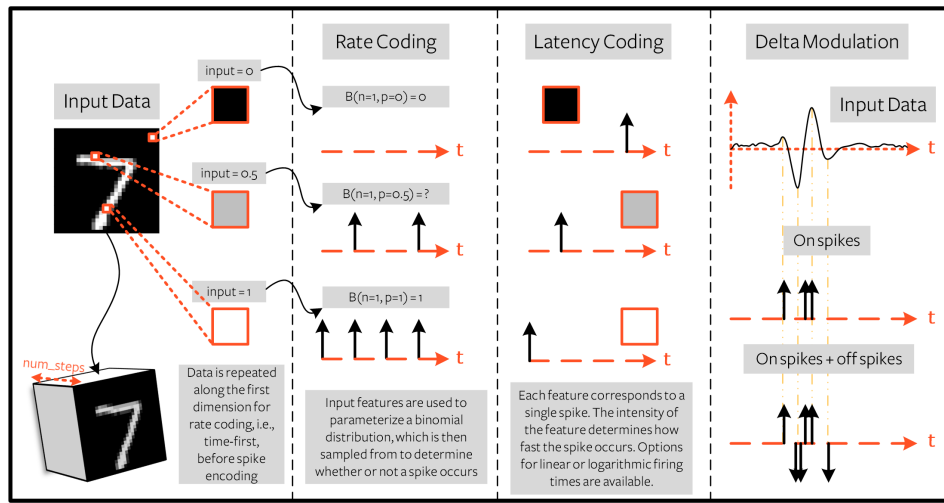 Input Data
input = 0
input = 0.5
input = 1
num_steps
Data is repeated
along the first
dimension for
rate coding, i.e.,
time-first,
before spike
encoding
Rate Coding
B(n=1, p=0) = 0
t
B(n=1, p=0.5) = ?
t
B(n=1, p=1) = 1
t
Input features are used to
parameterize a binomial
distribution, which is then
sampled from to determine
whether or not a spike occurs
Latency Coding
t
t
t
Each feature corresponds to a
single spike. The intensity of
the feature determines how
fast the spike occurs. Options
for linear or logarithmic firing
times are available.
Delta Modulation
Input Data
t
On spikes
t
On spikes + off spikes
t